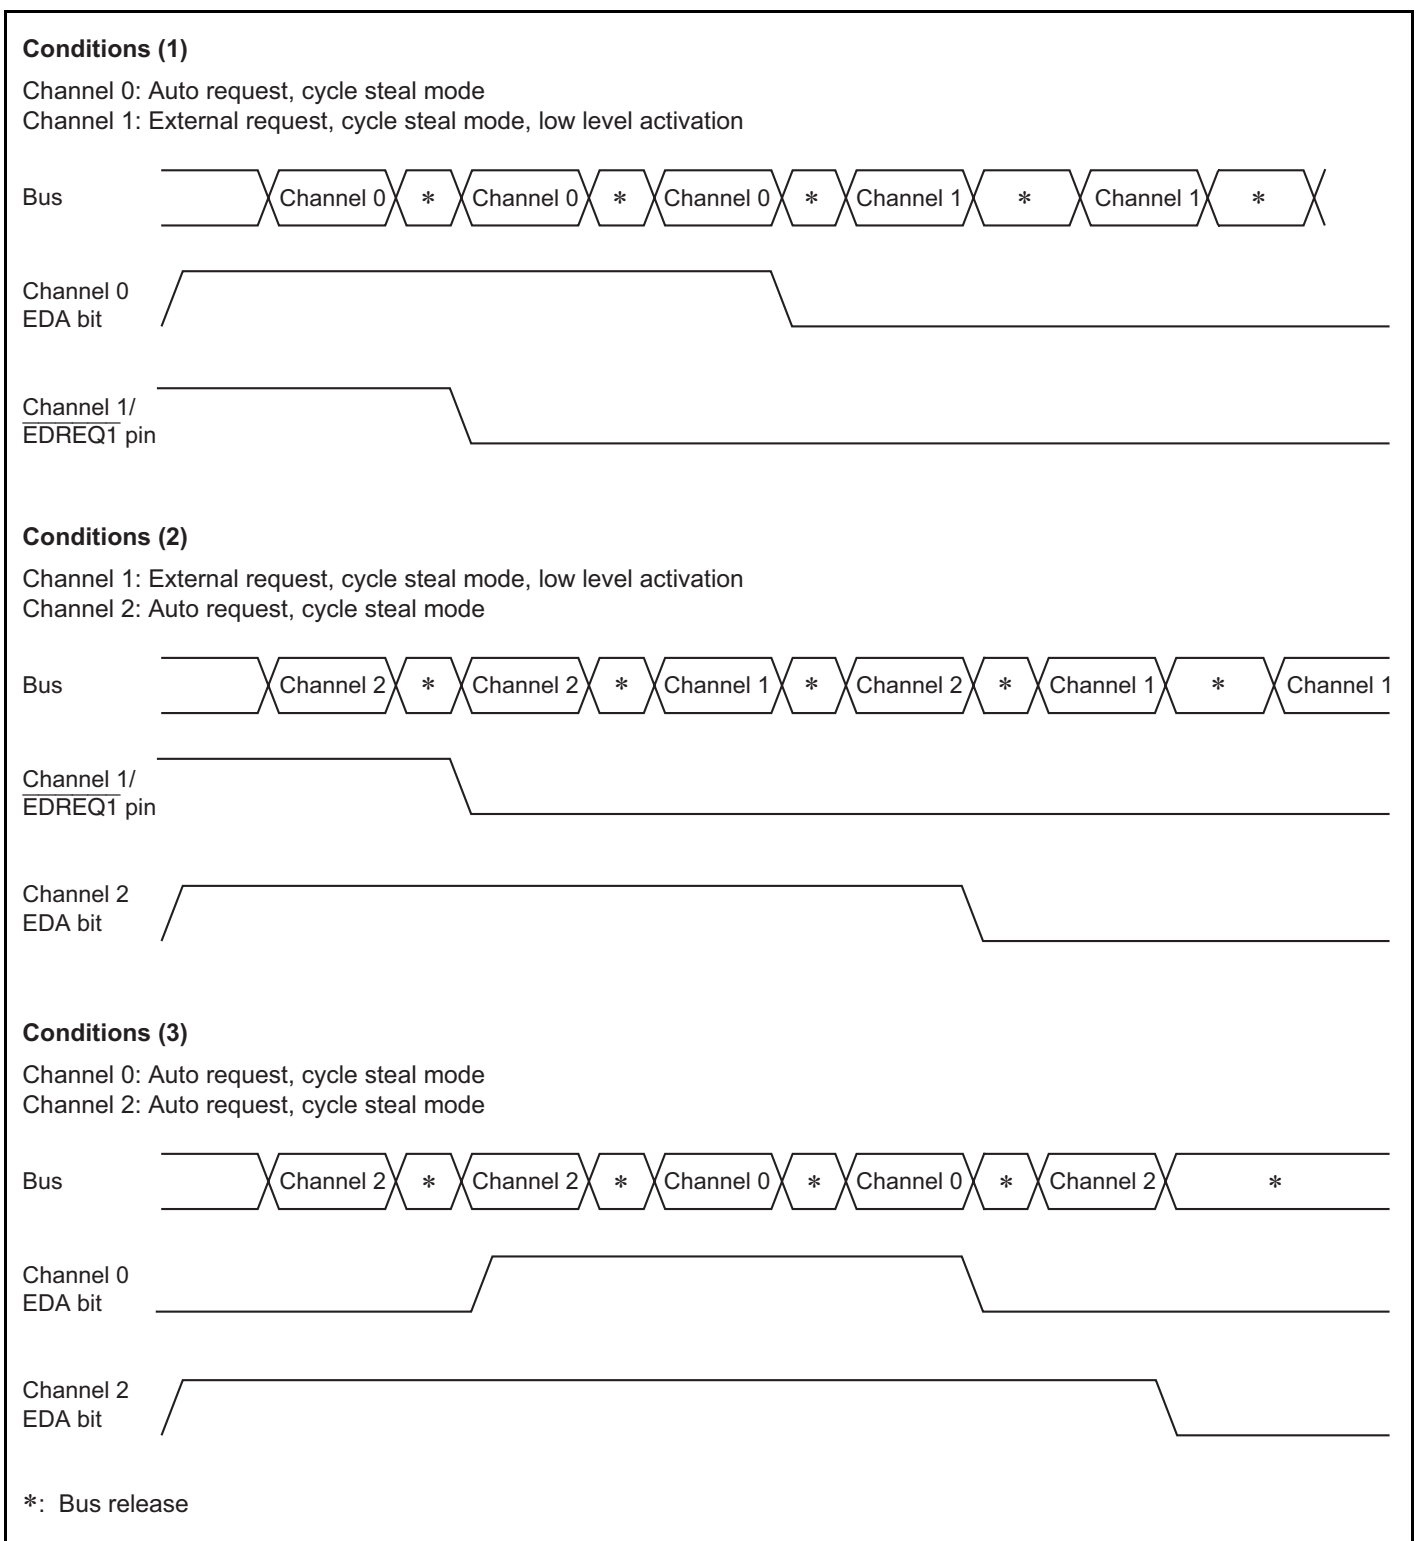 Conditions (1)
Channel 0: Auto request, cycle steal mode
Channel 1: External request, cycle steal mode, low level activation
Bus Channel 0 * Channel 0 * Channel 0 * Channel 1 * Channel 1 *
Channel 0
EDA bit
Channel 1/
EDREQ1 pin
Conditions (2)
Channel 1: External request, cycle steal mode, low level activation
Channel 2: Auto request, cycle steal mode
Bus Channel 2 * Channel 2 * Channel 1 * Channel 2 * Channel 1 * Channel 1
Channel 1/
EDREQ1 pin
Channel 2
EDA bit
Conditions (3)
Channel 0: Auto request, cycle steal mode
Channel 2: Auto request, cycle steal mode
Bus Channel 2 * Channel 2 * Channel 0 * Channel 0 * Channel 2 *
Channel 0
EDA bit
Channel 2
EDA bit
*: Bus release